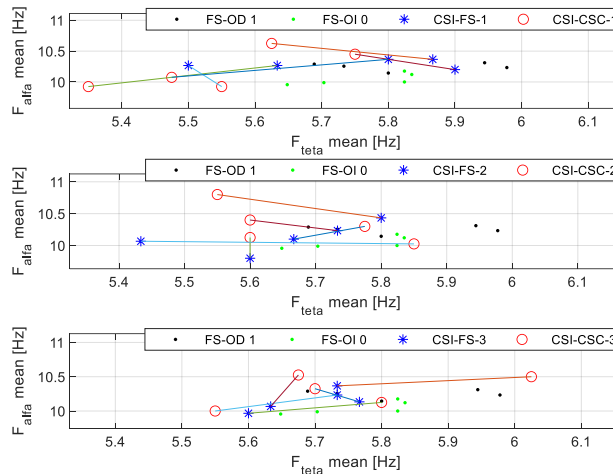 FS-OD 1 FS-OI 0 CSI-FS-1 CSI-CSC-1
11
10.5
10
F_alfa mean [Hz]
5.4 5.5 5.6 5.7 5.8 5.9 6 6.1
F_teta mean [Hz]
FS-OD 1 FS-OI 0 CSI-FS-2 CSI-CSC-2
11
10.5
10
F_alfa mean [Hz]
5.4 5.5 5.6 5.7 5.8 5.9 6 6.1
F_teta mean [Hz]
FS-OD 1 FS-OI 0 CSI-FS-3 CSI-CSC-3
11
10.5
10
F_alfa mean [Hz]
5.4 5.5 5.6 5.7 5.8 5.9 6 6.1
F_teta mean [Hz]